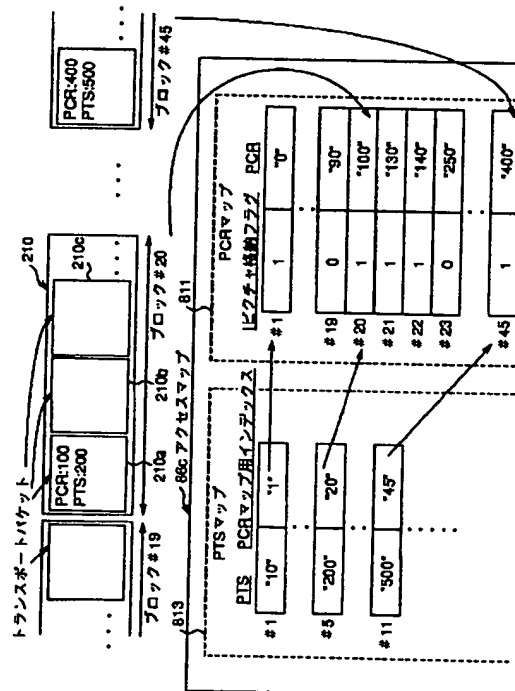 トランスポートパケット
210
210c
PCR:100
PTS:200
PCR:400
PTS:500
210a
210b
ブロック#19
ブロック#20
ブロック#45
86c アクセスマップ
813
811
PTSマップ
PTS PCRマップ用インデックス
#1 "10" "1"
#5 "200" "20"
#11 "500" "45"
PCRマップ
ピクチャ格納フラグ PCR
#1 1 "0"
#19 0 "90"
#20 1 "100"
#21 1 "130"
#22 1 "140"
#23 0 "250"
#45 1 "400"